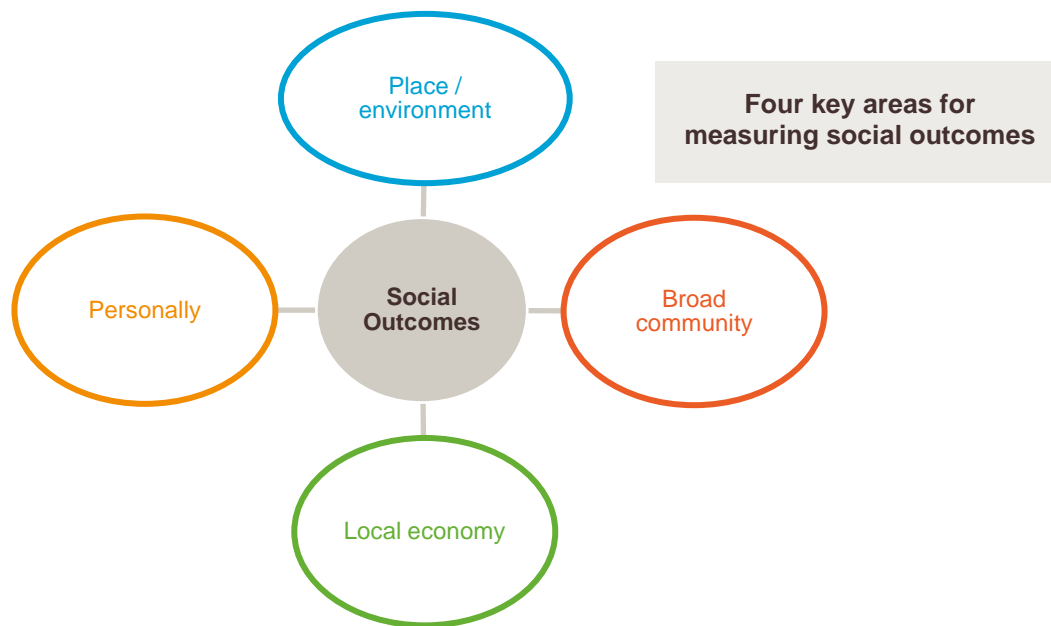 Place /
environment
Four key areas for
measuring social outcomes
Personally
Social
Outcomes
Broad
community
Local economy